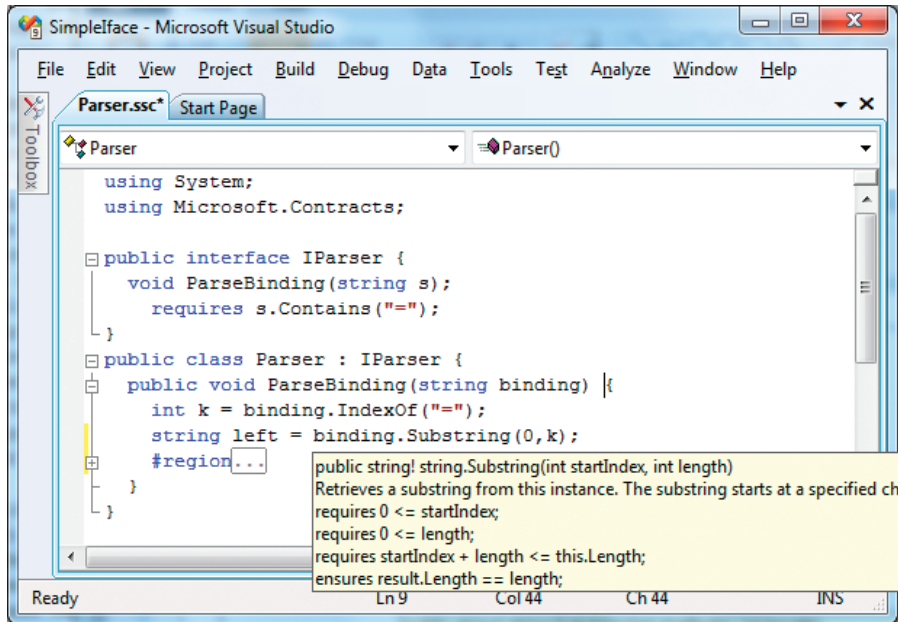 SimpleIface - Microsoft Visual Studio
File Edit View Project Build Debug Data Tools Test Analyze Window Help
Toolbox
Parser.ssc* Start Page
Parser Parser()
using System;
using Microsoft.Contracts;
public interface IParser {
void ParseBinding(string s);
requires s.Contains("=");
}
public class Parser : IParser {
public void ParseBinding(string binding) {
int k = binding.IndexOf("=");
string left = binding.Substring(0,k);
#region...
}
}
public string! string.Substring(int startIndex, int length)
Retrieves a substring from this instance. The substring starts at a specified ch
requires 0 <= startIndex;
requires 0 <= length;
requires startIndex + length <= this.Length;
ensures result.Length == length;
Ready Ln 9 Col 44 Ch 44 INS